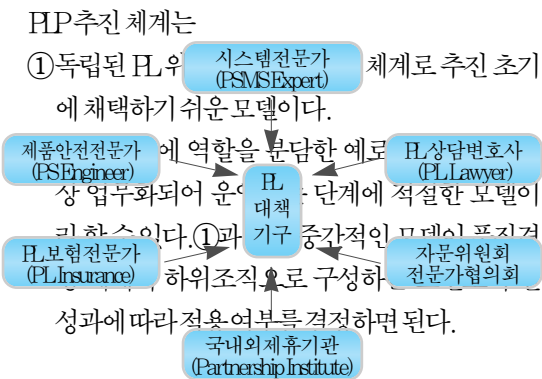 PLP 추진 체계는
①독립된 PL 위 체계로 추진 초기
에 채택하기 쉬운 모델이다.
에 역할을 분담한 예로
상 업무화되어 운 단계에 적절한 모델이
할 수 있다. ①과 중간적인 모델이
하위조직으로 구성하
성과에 따라 적용 여부를 결정하면 된다.
시스템전문가
(PSMS Expert)
제품안전전문가
(PS Engineer)
PL상담변호사
(PL Lawyer)
PL
대책
기구
PL보험전문가
(PL Insurance)
자문위원회
전문가협의회
국내외제휴기관
(Partnership Institute)